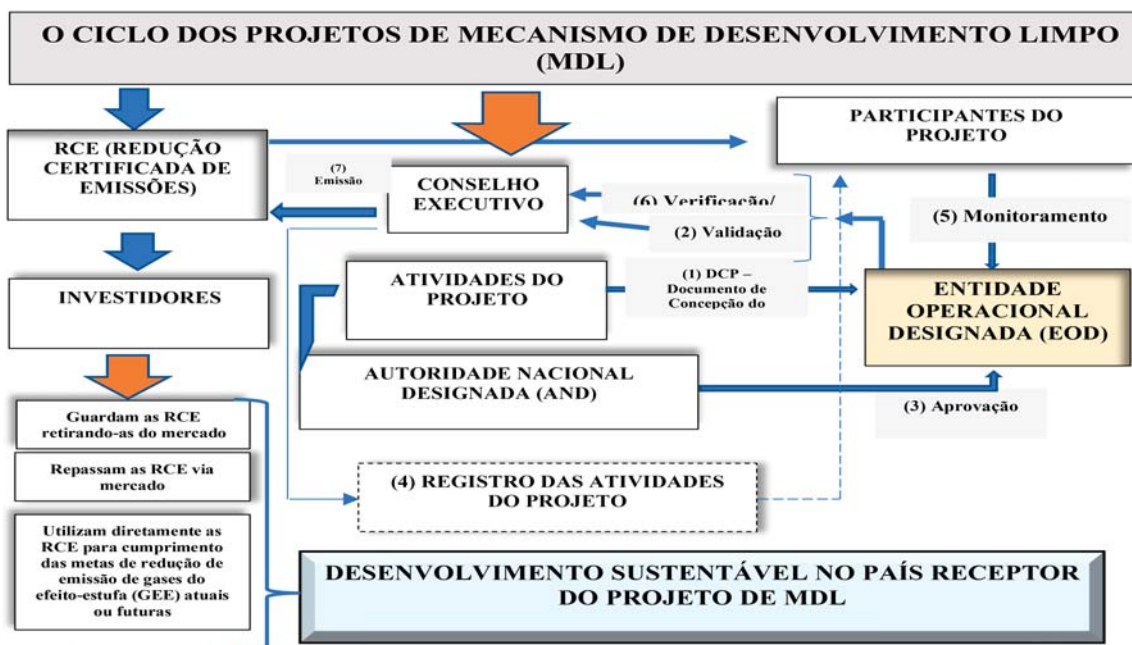 O CICLO DOS PROJETOS DE MECANISMO DE DESENVOLVIMENTO LIMPO
(MDL)
RCE (REDUÇÃO
CERTIFICADA DE
EMISSÕES)
(7)
Emissão
CONSELHO
EXECUTIVO
(6) Verificação/
(2) Validação
PARTICIPANTES DO
PROJETO
(5) Monitoramento
INVESTIDORES
ATIVIDADES DO
PROJETO
(1) DCP –
Documento de
Concepção do
ENTIDADE
OPERACIONAL
DESIGNADA (EOD)
AUTORIDADE NACIONAL
DESIGNADA (AND)
(3) Aprovação
Guardam as RCE
retirando-as do mercado
Repassam as RCE via
mercado
Utilizam diretamente as
RCE para cumprimento
das metas de redução de
emissão de gases do
efeito-estufa (GEE) atuais
ou futuras
(4) REGISTRO DAS ATIVIDADES
DO PROJETO
DESENVOLVIMENTO SUSTENTÁVEL NO PAÍS RECEPTOR
DO PROJETO DE MDL